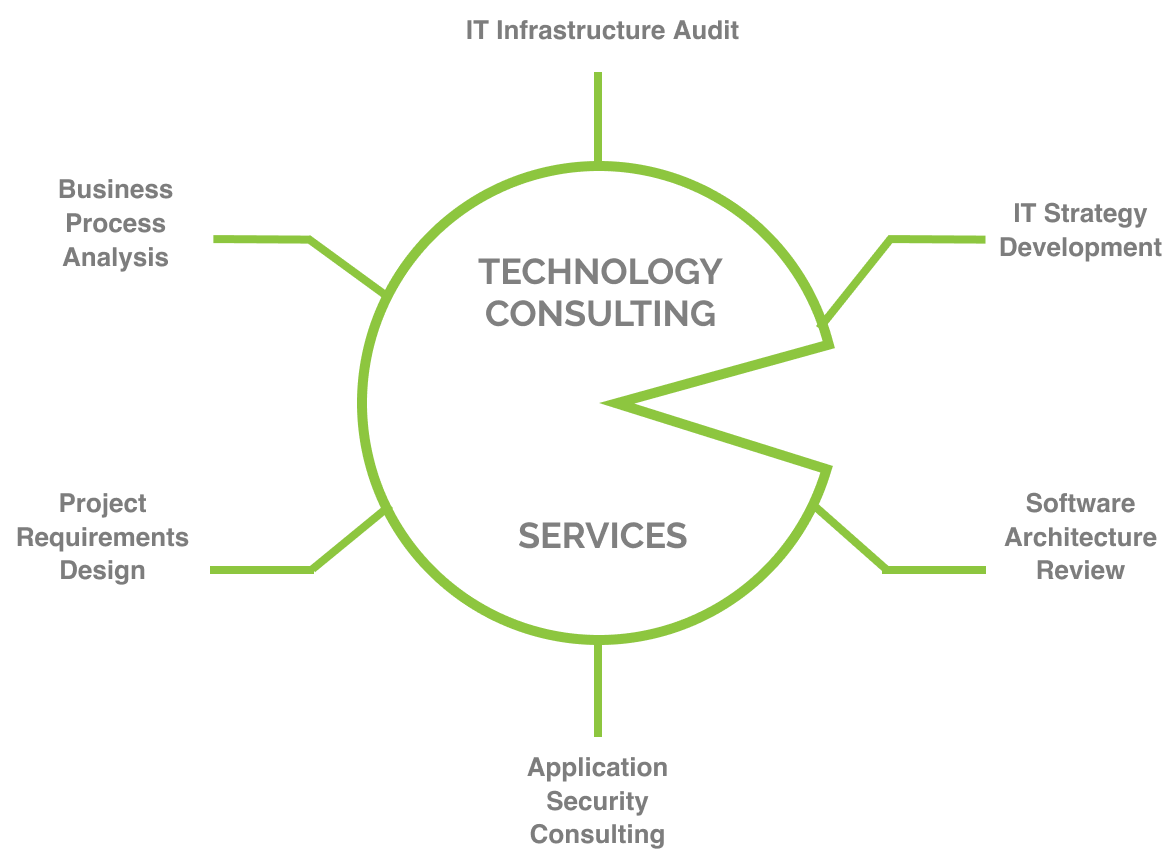 IT Infrastructure Audit
Business
Process
Analysis
IT Strategy
Development
TECHNOLOGY
CONSULTING
SERVICES
Project
Requirements
Design
Software
Architecture
Review
Application
Security
Consulting